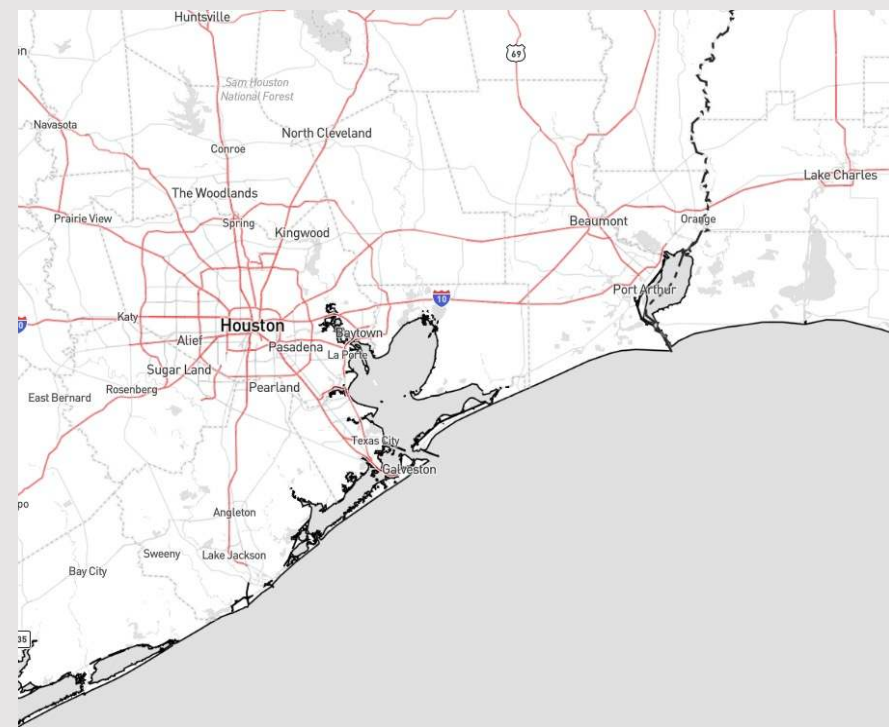 Huntsville
69
Sam Houston
National Forest
Navasota
North Cleveland
Conroe
Lake Charles
The Woodlands
Prairie View
Spring
Kingwood
Beaumont
Orange
Port Arthur
10
Katy
Houston
Baytown
Alief
Pasadena
La Porte
Sugar Land
Rosenberg
Pearland
East Bernard
Texas City
Galveston
po
Angleton
Sweeny
Lake Jackson
Bay City
35